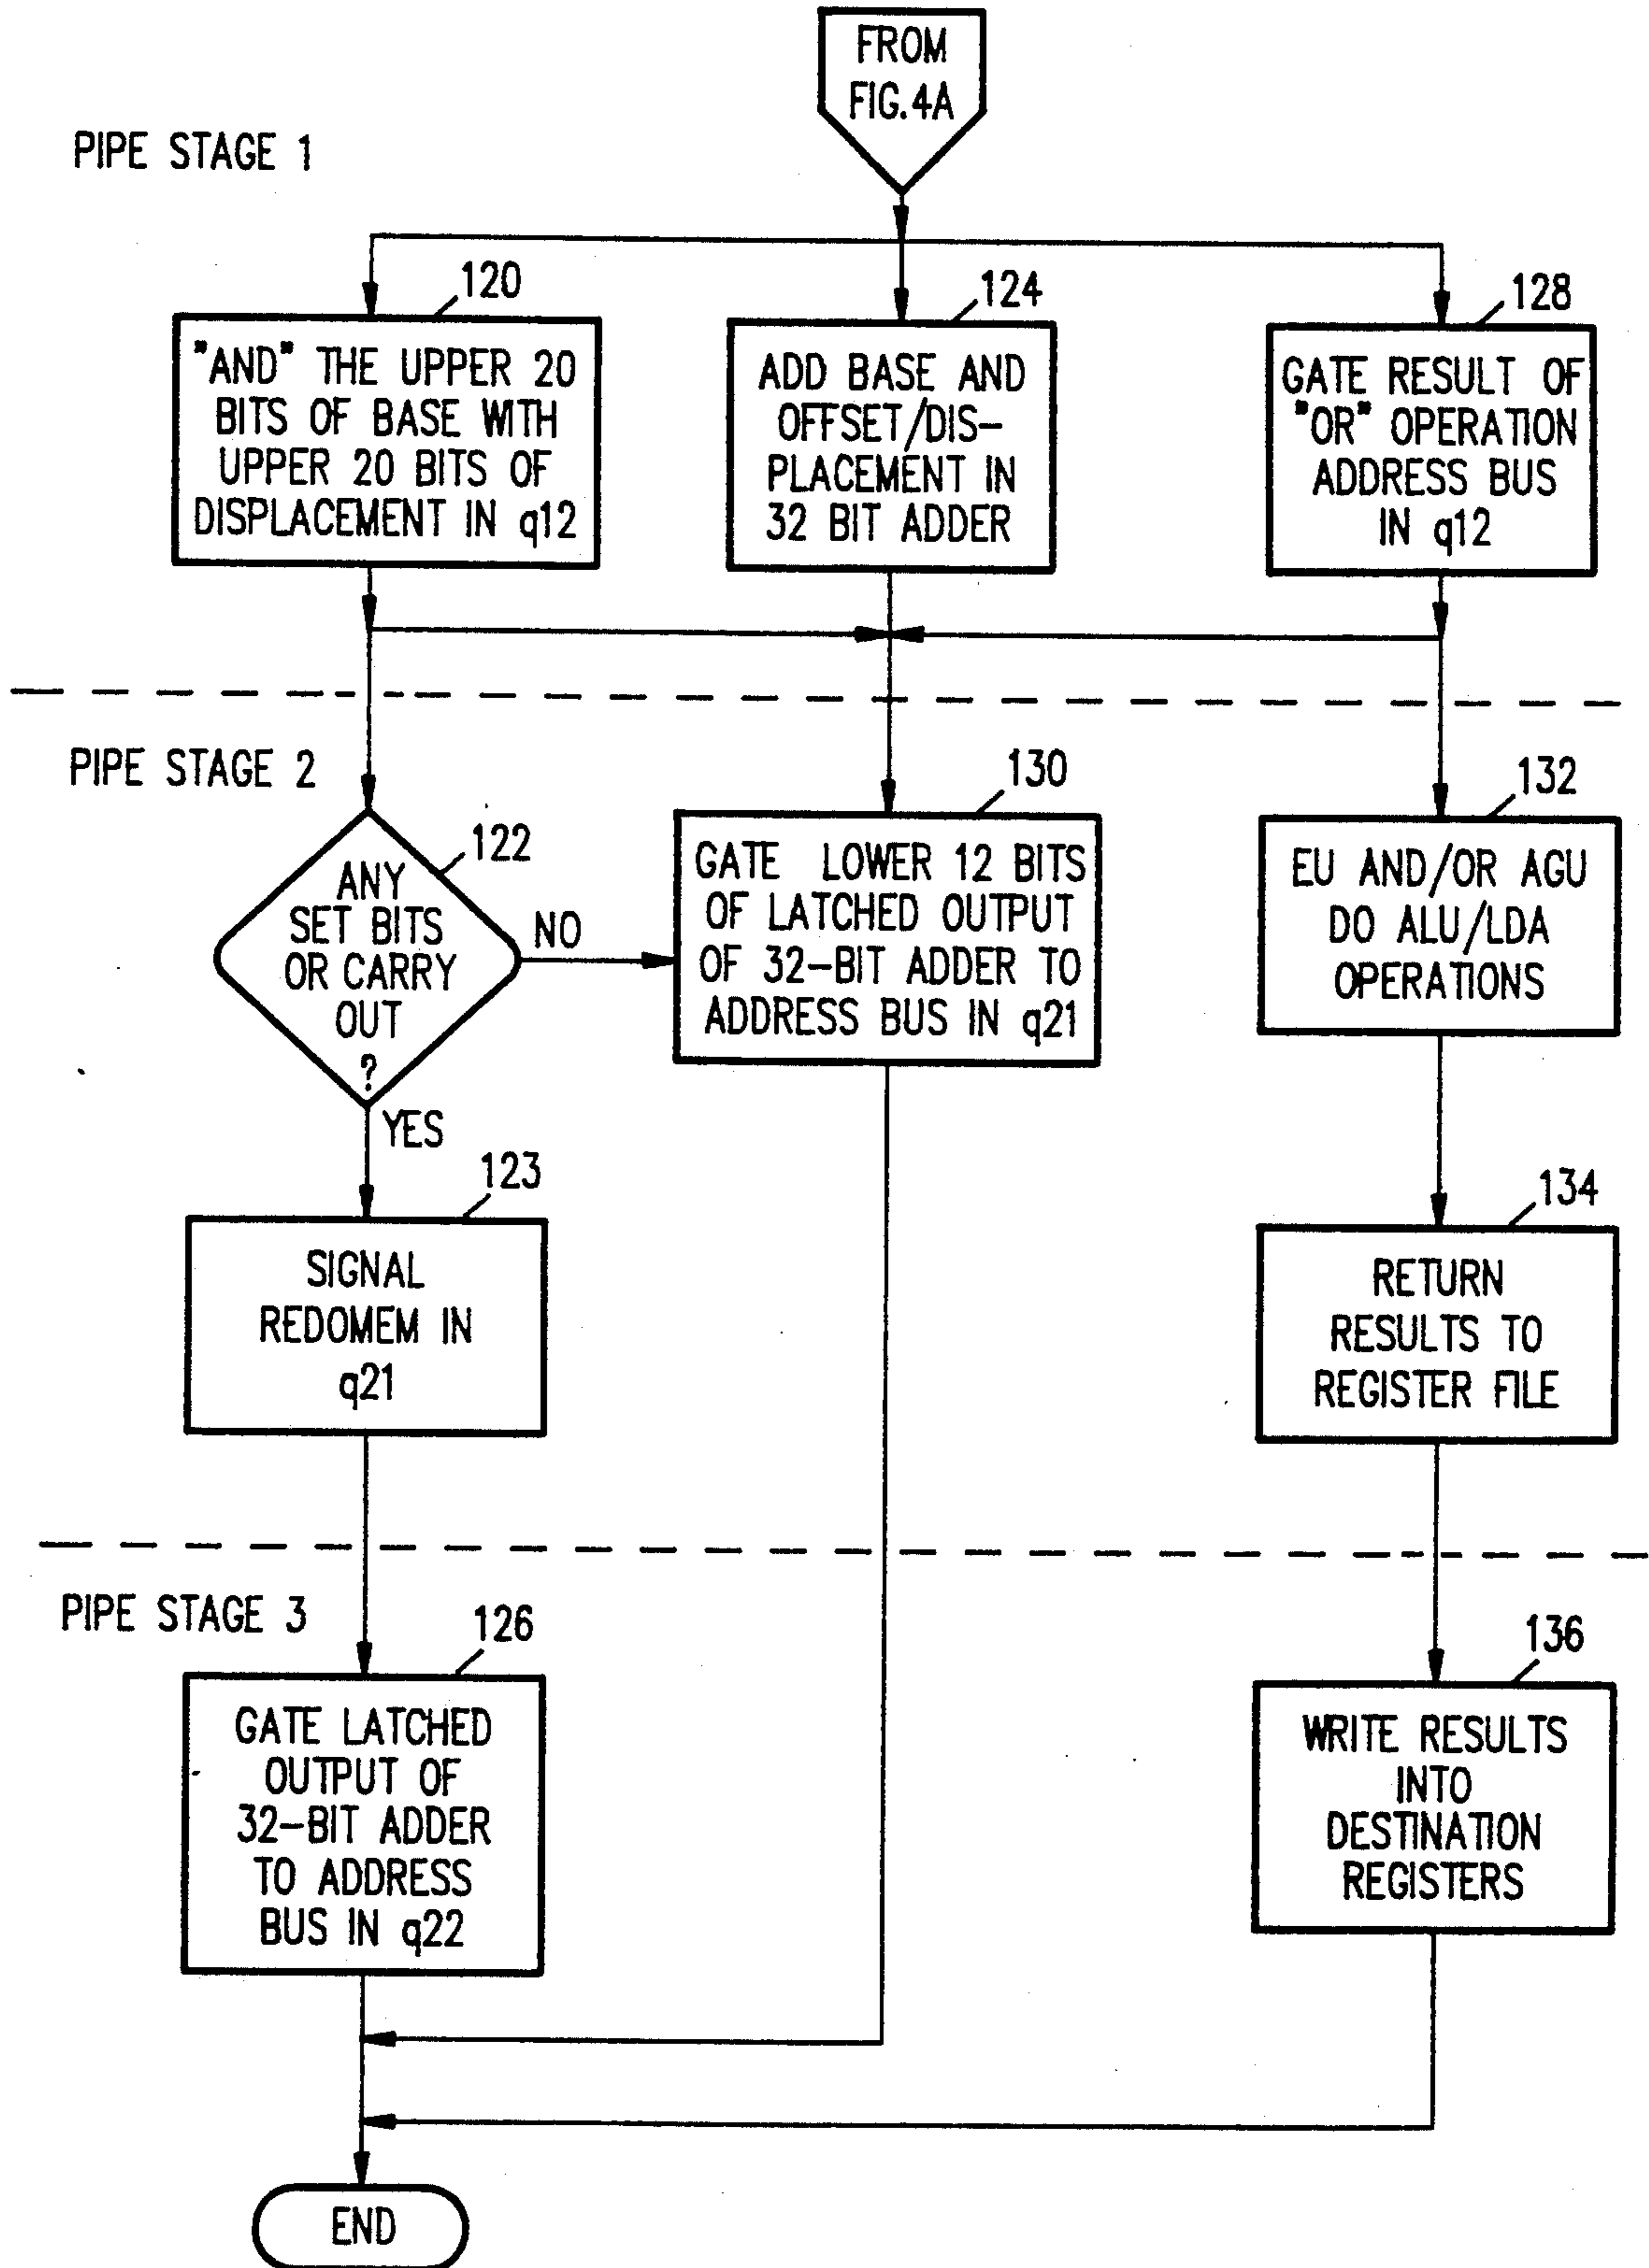 FROM
FIG.4A
PIPE STAGE 1
120
"AND" THE UPPER 20
BITS OF BASE WITH
UPPER 20 BITS OF
DISPLACEMENT IN q12
124
ADD BASE AND
OFFSET/DIS-
PLACEMENT IN
32 BIT ADDER
128
GATE RESULT OF
"OR" OPERATION
ADDRESS BUS
IN q12
PIPE STAGE 2
122
ANY
SET BITS
OR CARRY
OUT
?
NO
YES
130
GATE LOWER 12 BITS
OF LATCHED OUTPUT
OF 32-BIT ADDER TO
ADDRESS BUS IN q21
132
EU AND/OR AGU
DO ALU/LDA
OPERATIONS
123
SIGNAL
REDOMEM IN
q21
134
RETURN
RESULTS TO
REGISTER FILE
PIPE STAGE 3
126
GATE LATCHED
OUTPUT OF
32-BIT ADDER
TO ADDRESS
BUS IN q22
136
WRITE RESULTS
INTO
DESTINATION
REGISTERS
END